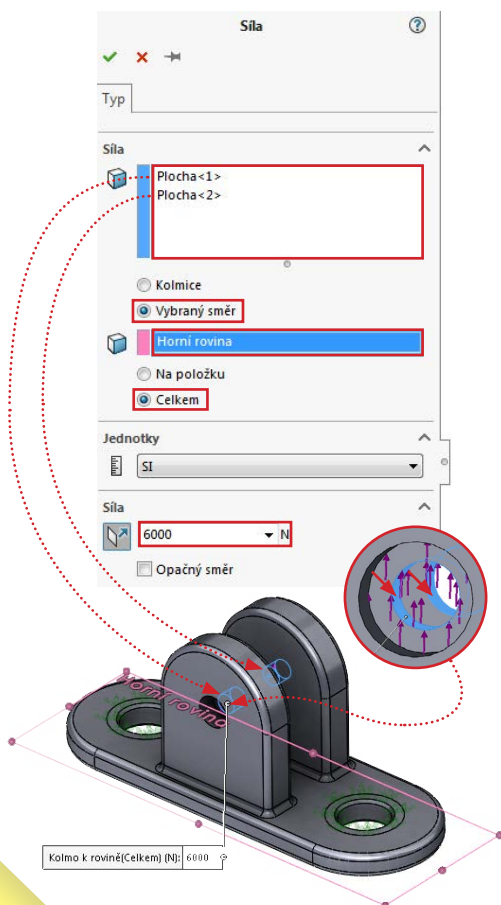 Síla
Typ
Síla
Plocha<1>
Plocha<2>
Kolmice
Vybraný směr
Horní rovina
Na položku
Celkem
Jednotky
SI
Síla
6000 N
Opačný směr
Horní rovina
Kolmo k rovině(Celkem) (N): 6000